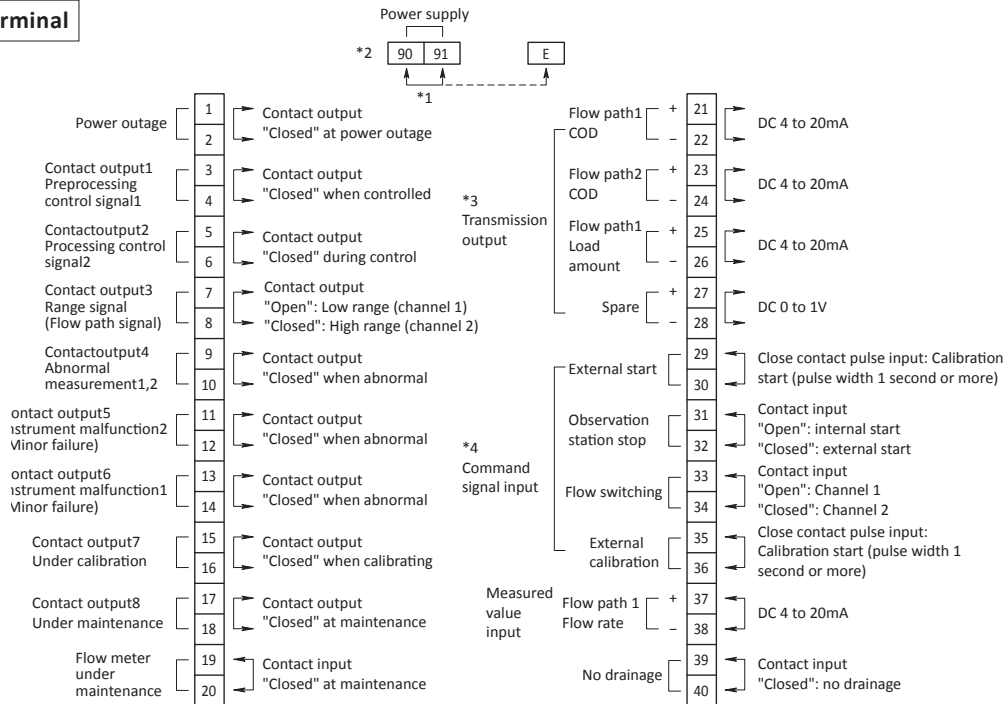 rminal
Power supply
*2
90 91
E
*1
Power outage
1
2
Contact output
"Closed" at power outage
Contact output1
Preprocessing
control signal1
3
4
Contact output
"Closed" when controlled
Contactoutput2
Processing control
signal2
5
6
Contact output
"Closed" during control
Contact output3
Range signal
(Flow path signal)
7
8
Contact output
"Open": Low range (channel 1)
"Closed": High range (channel 2)
Contactoutput4
Abnormal
measurement1,2
9
10
Contact output
"Closed" when abnormal
ontact output5
nstrument malfunction2
Minor failure)
11
12
Contact output
"Closed" when abnormal
ontact output6
nstrument malfunction1
Minor failure)
13
14
Contact output
"Closed" when abnormal
Contact output7
Under calibration
15
16
Contact output
"Closed" when calibrating
Contact output8
Under maintenance
17
18
Contact output
"Closed" at maintenance
Flow meter
under
maintenance
19
20
Contact input
"Closed" at maintenance
*3
Transmission
output
Flow path1
COD
+ 21
− 22
DC 4 to 20mA
Flow path2
COD
+ 23
− 24
DC 4 to 20mA
Flow path1
Load
amount
+ 25
− 26
DC 4 to 20mA
Spare
+ 27
− 28
DC 0 to 1V
*4
Command
signal input
External start
29
30
Close contact pulse input: Calibration
start (pulse width 1 second or more)
Observation
station stop
31
32
Contact input
"Open": internal start
"Closed": external start
Flow switching
33
34
Contact input
"Open": Channel 1
"Closed": Channel 2
External
calibration
35
36
Close contact pulse input:
Calibration start (pulse width 1
second or more)
Measured
value
input
Flow path 1
Flow rate
+ 37
− 38
DC 4 to 20mA
No drainage
39
40
Contact input
"Closed": no drainage